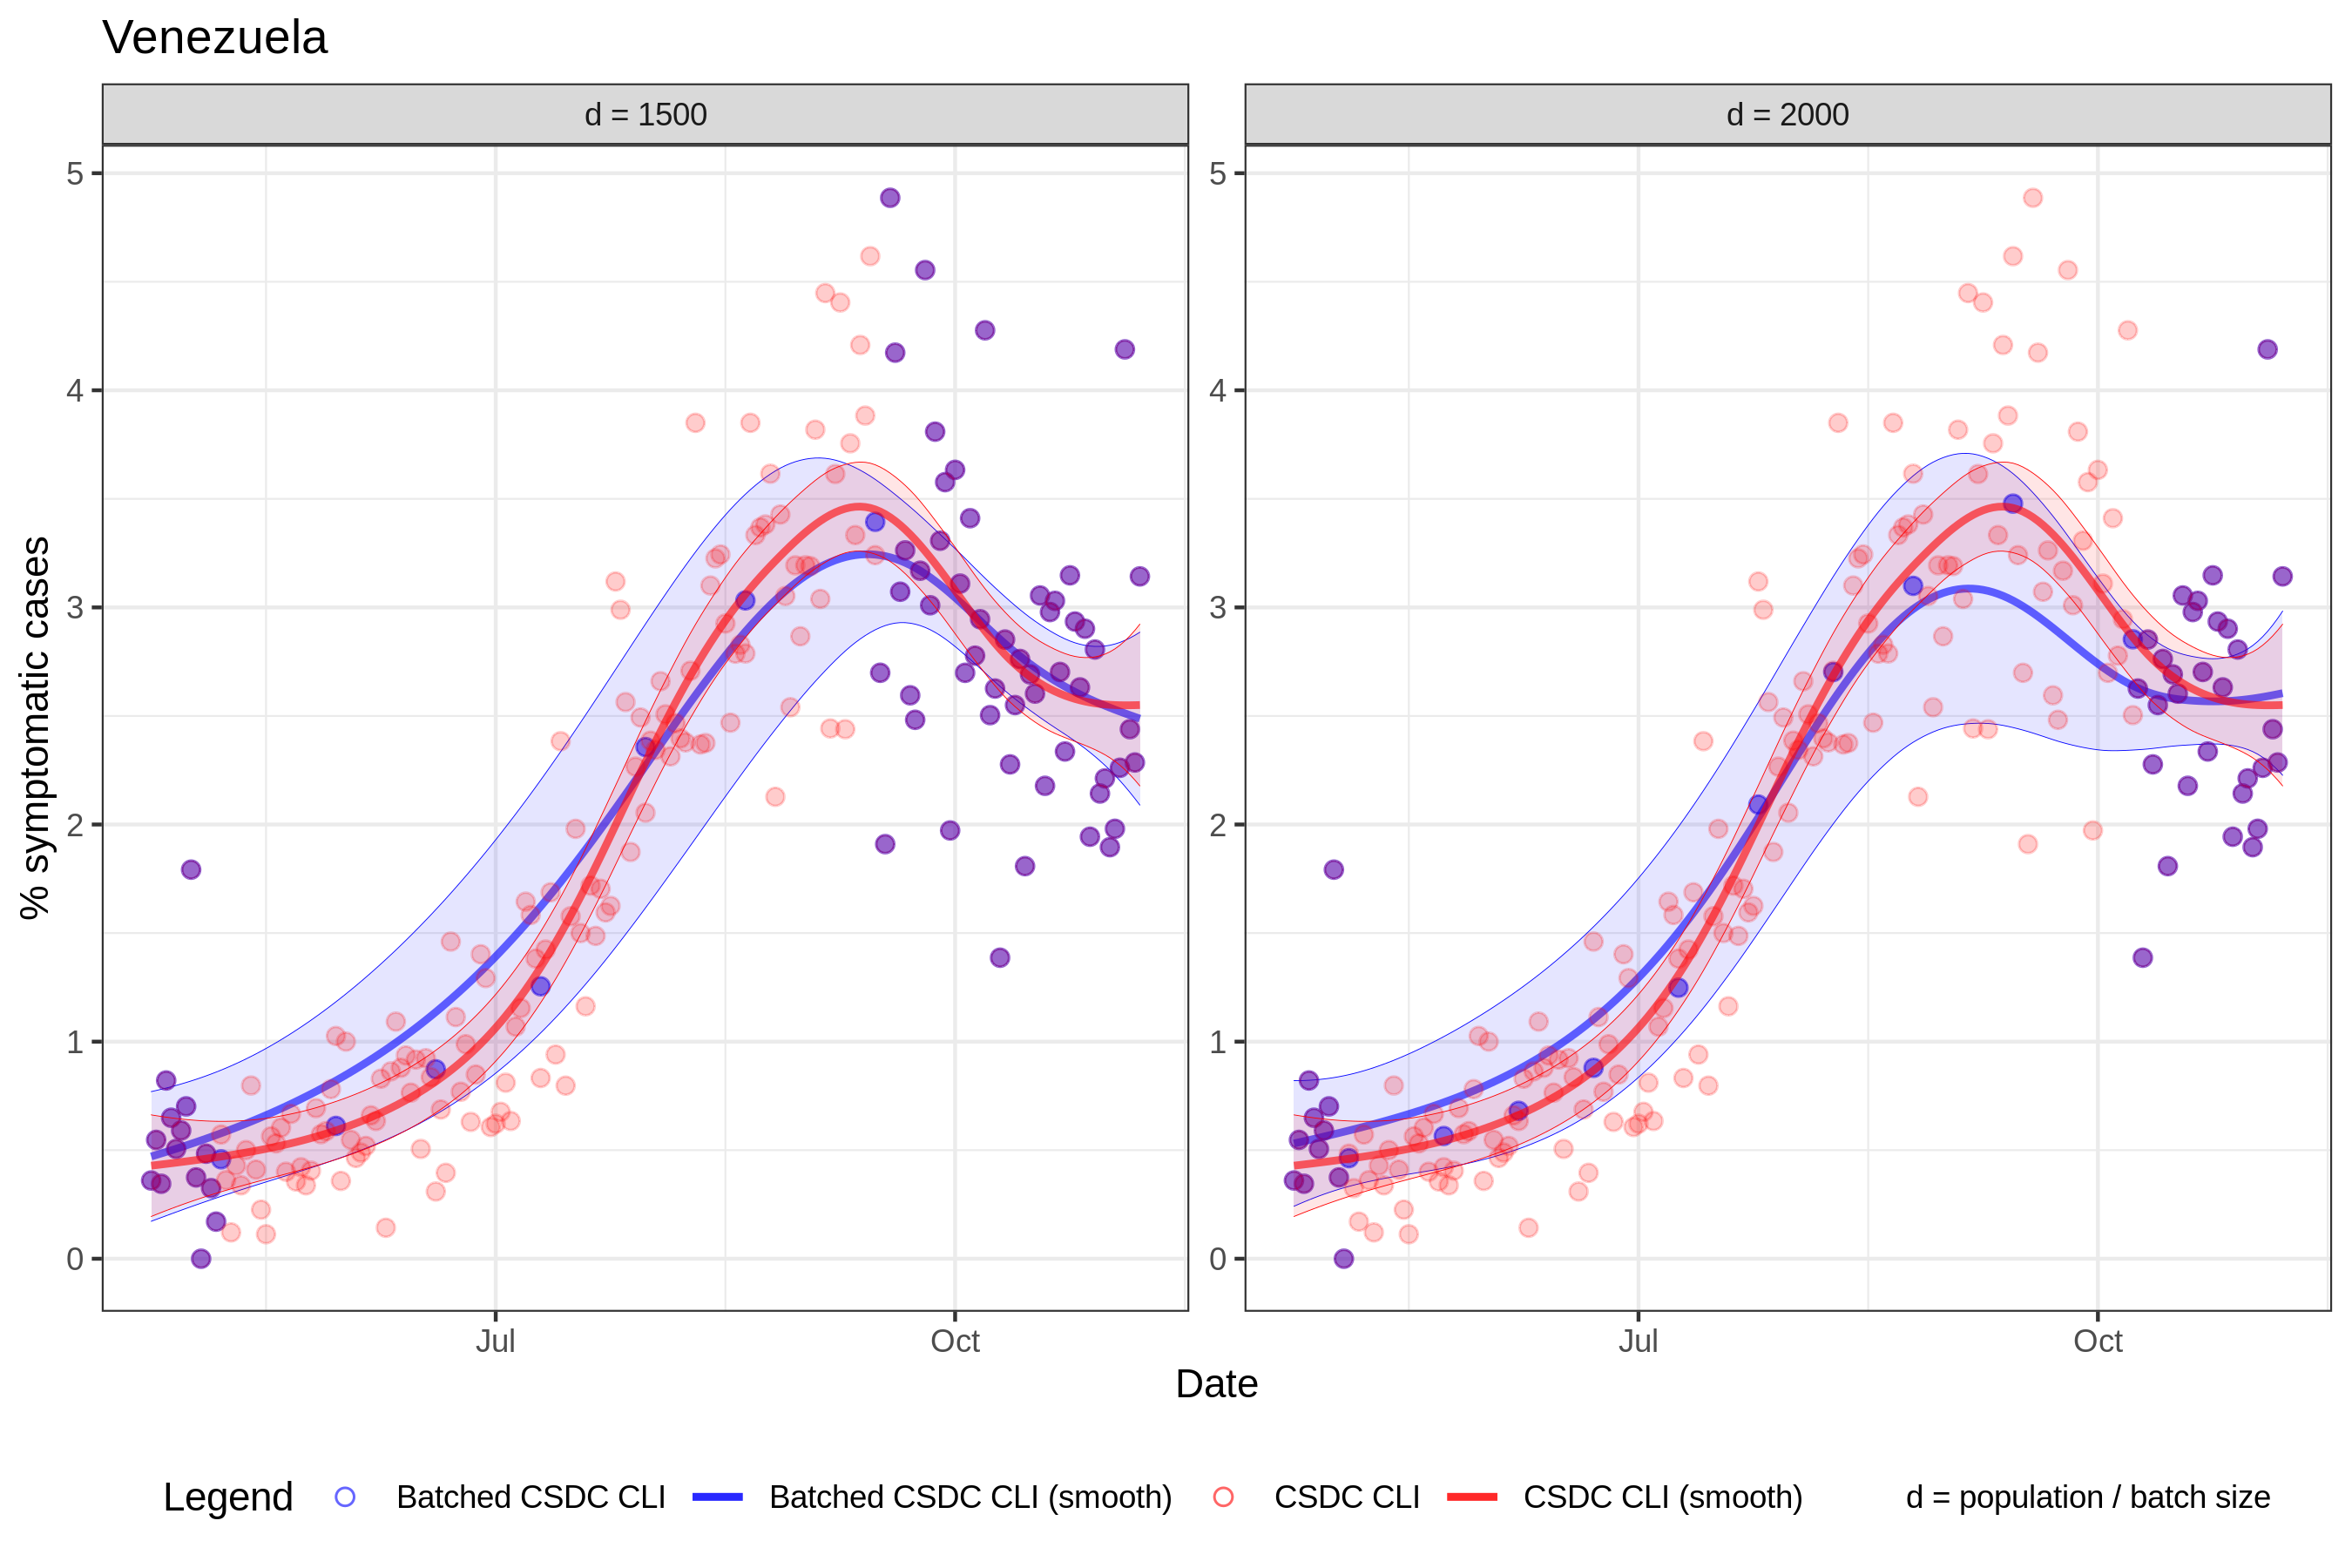 Venezuela
d = 1500
d = 2000
% symptomatic cases
5
4
3
2
1
0
5
4
3
2
1
0
Jul
Oct
Jul
Oct
Date
Legend
Batched CSDC CLI
Batched CSDC CLI (smooth)
CSDC CLI
CSDC CLI (smooth)
d = population / batch size